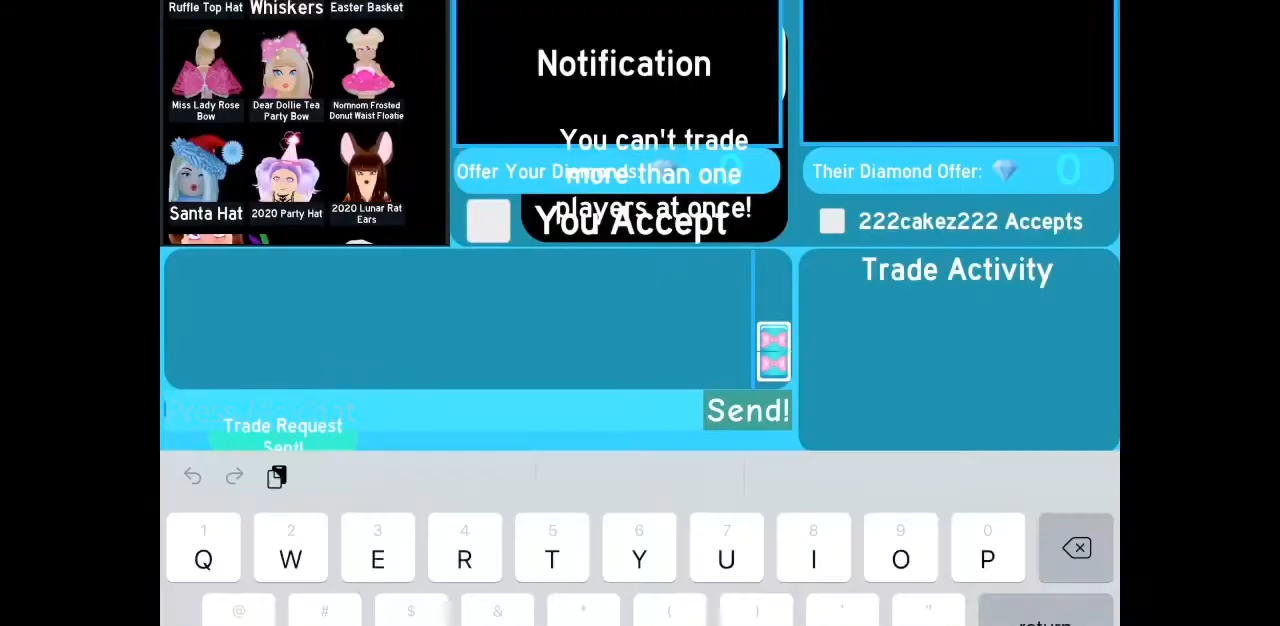 Ruffle Top Hat
Whiskers
Easter Basket
Miss Lady Rose
Bow
Dear Dollie Tea
Party Bow
Nomnom Frosted
Donut Waist Floatie
Santa Hat
2020 Party Hat
2020 Lunar Rat
Ears
Notification
You can't trade
more than one
players at once!
Offer Your Diamonds:
0
You Accept
Their Diamond Offer:
0
222cakez222 Accepts
Trade Activity
Send!
Trade Request
Sent!
1 2 3 4 5 6 7 8 9 0
Q W E R T Y U I O P
@ # $ & * ( ) ' "
return